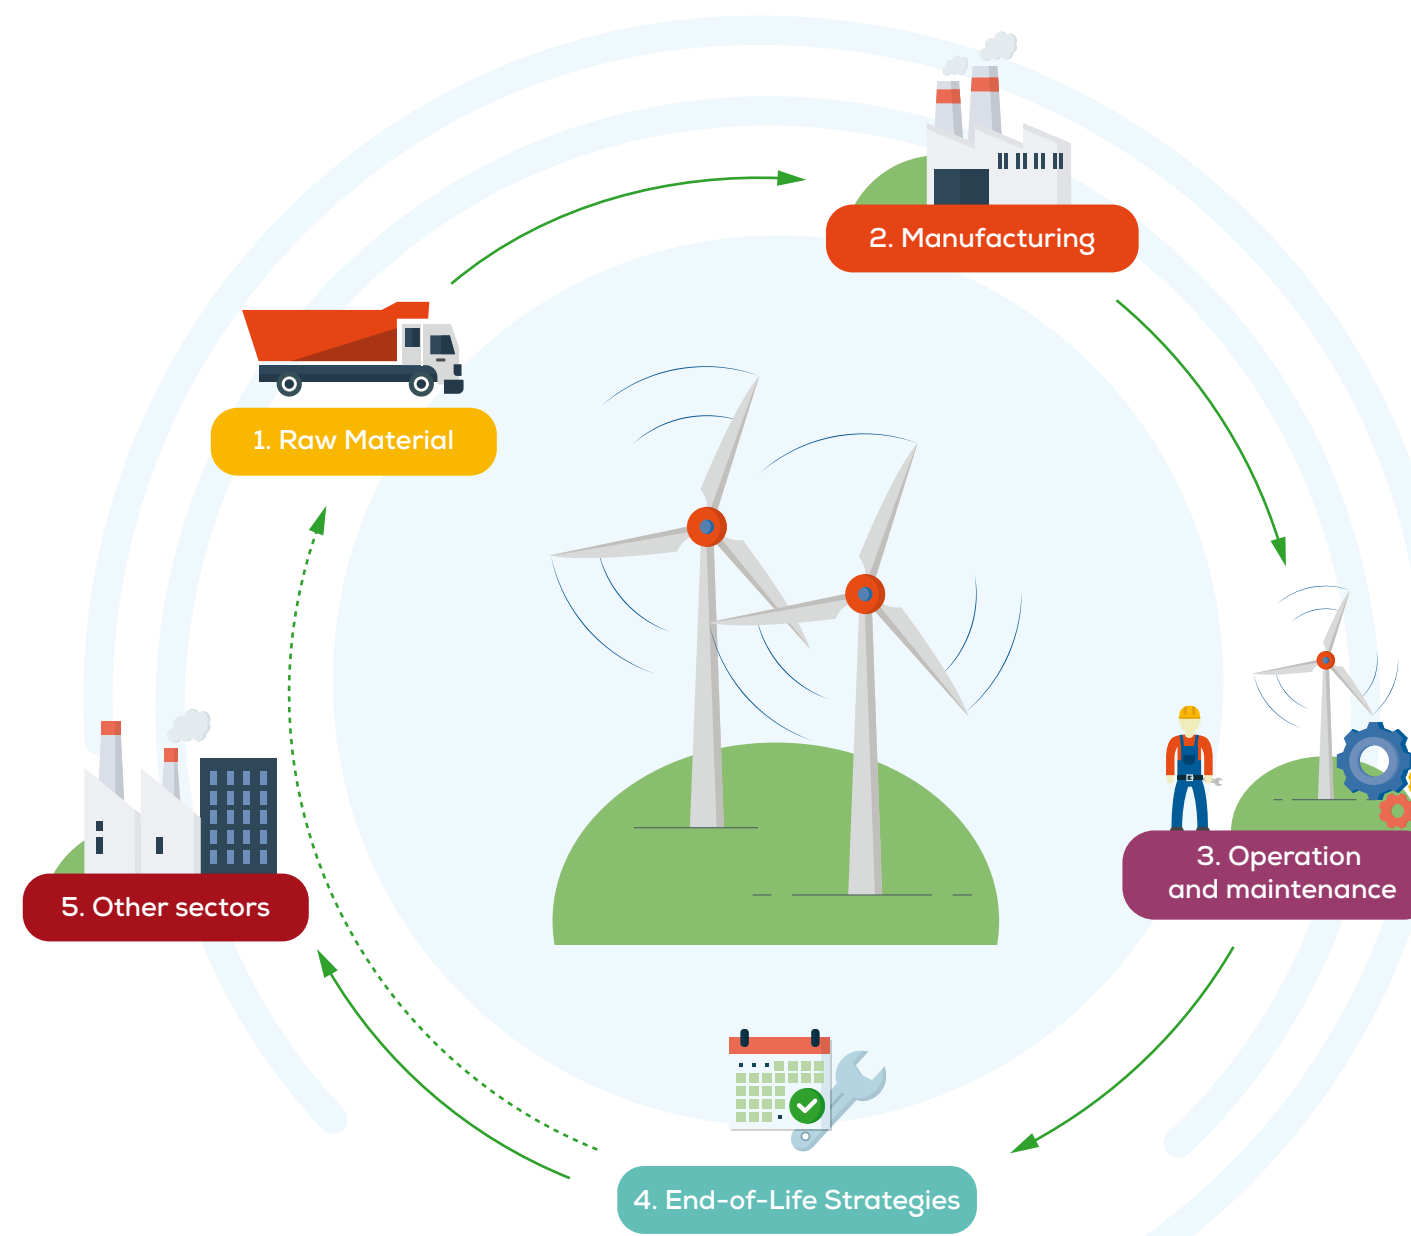 2. Manufacturing
1. Raw Material
3. Operation
and maintenance
5. Other sectors
4. End-of-Life Strategies